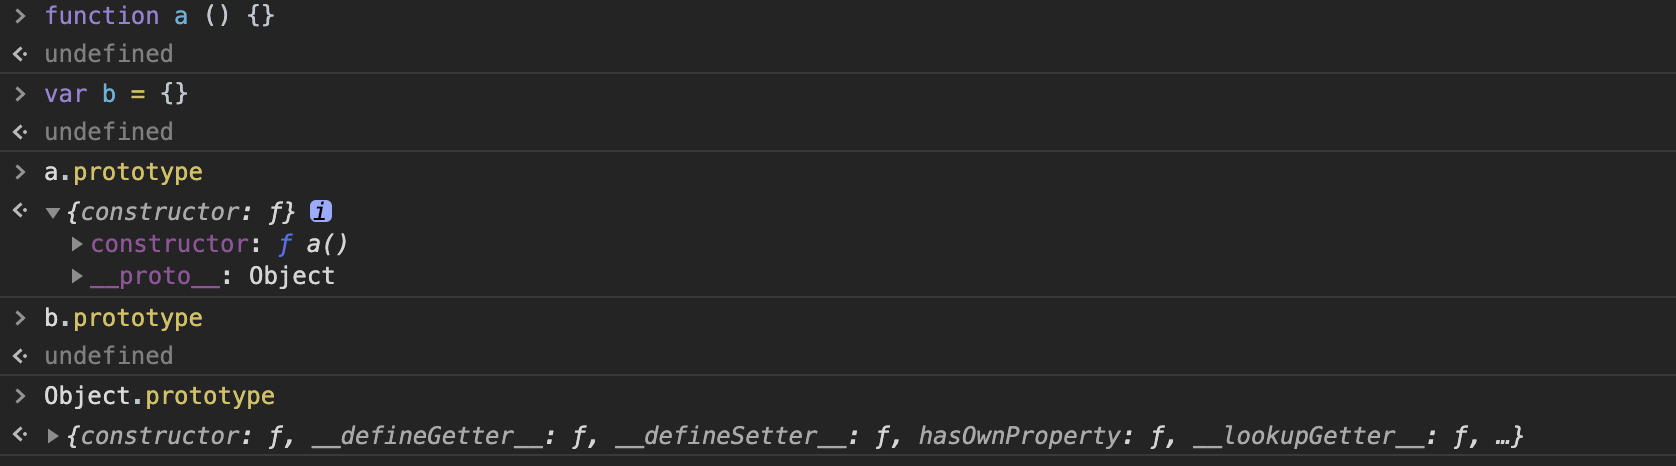 > function a () {}
<· undefined
> var b = {}
<· undefined
> a.prototype
<· ▼{constructor: ƒ} i
▶constructor: ƒ a()
▶__proto__: Object
> b.prototype
<· undefined
> Object.prototype
<· ▶{constructor: ƒ, __defineGetter__: ƒ, __defineSetter__: ƒ, hasOwnProperty: ƒ, __lookupGetter__: ƒ, …}